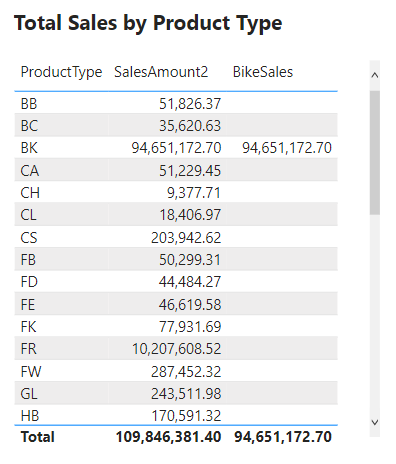 Total Sales by Product Type
ProductType SalesAmount2 BikeSales
BB 51,826.37
BC 35,620.63
BK 94,651,172.70 94,651,172.70
CA 51,229.45
CH 9,377.71
CL 18,406.97
CS 203,942.62
FB 50,299.31
FD 44,484.27
FE 46,619.58
FK 77,931.69
FR 10,207,608.52
FW 287,452.32
GL 243,511.98
HB 170,591.32
Total 109,846,381.40 94,651,172.70